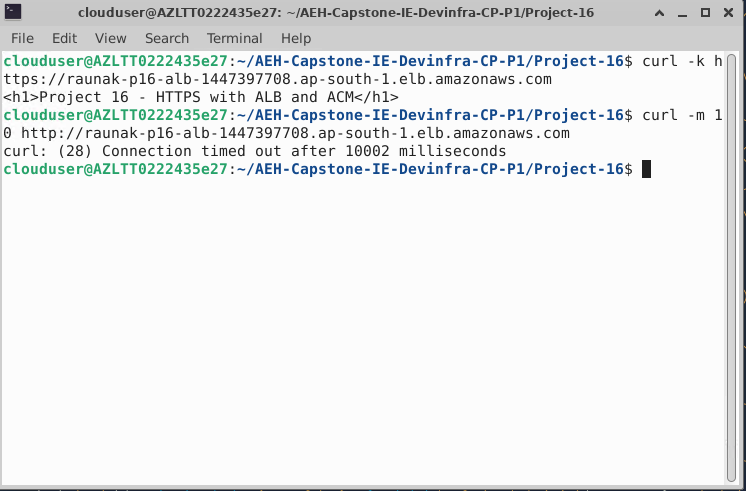 clouduser@AZLTT0222435e27: ~/AEH-Capstone-IE-Devinfra-CP-P1/Project-16
File Edit View Search Terminal Help
clouduser@AZLTT0222435e27:~/AEH-Capstone-IE-Devinfra-CP-P1/Project-16$ curl -k h
ttps://raunak-p16-alb-1447397708.ap-south-1.elb.amazonaws.com
<h1>Project 16 - HTTPS with ALB and ACM</h1>
clouduser@AZLTT0222435e27:~/AEH-Capstone-IE-Devinfra-CP-P1/Project-16$ curl -m 1
0 http://raunak-p16-alb-1447397708.ap-south-1.elb.amazonaws.com
curl: (28) Connection timed out after 10002 milliseconds
clouduser@AZLTT0222435e27:~/AEH-Capstone-IE-Devinfra-CP-P1/Project-16$